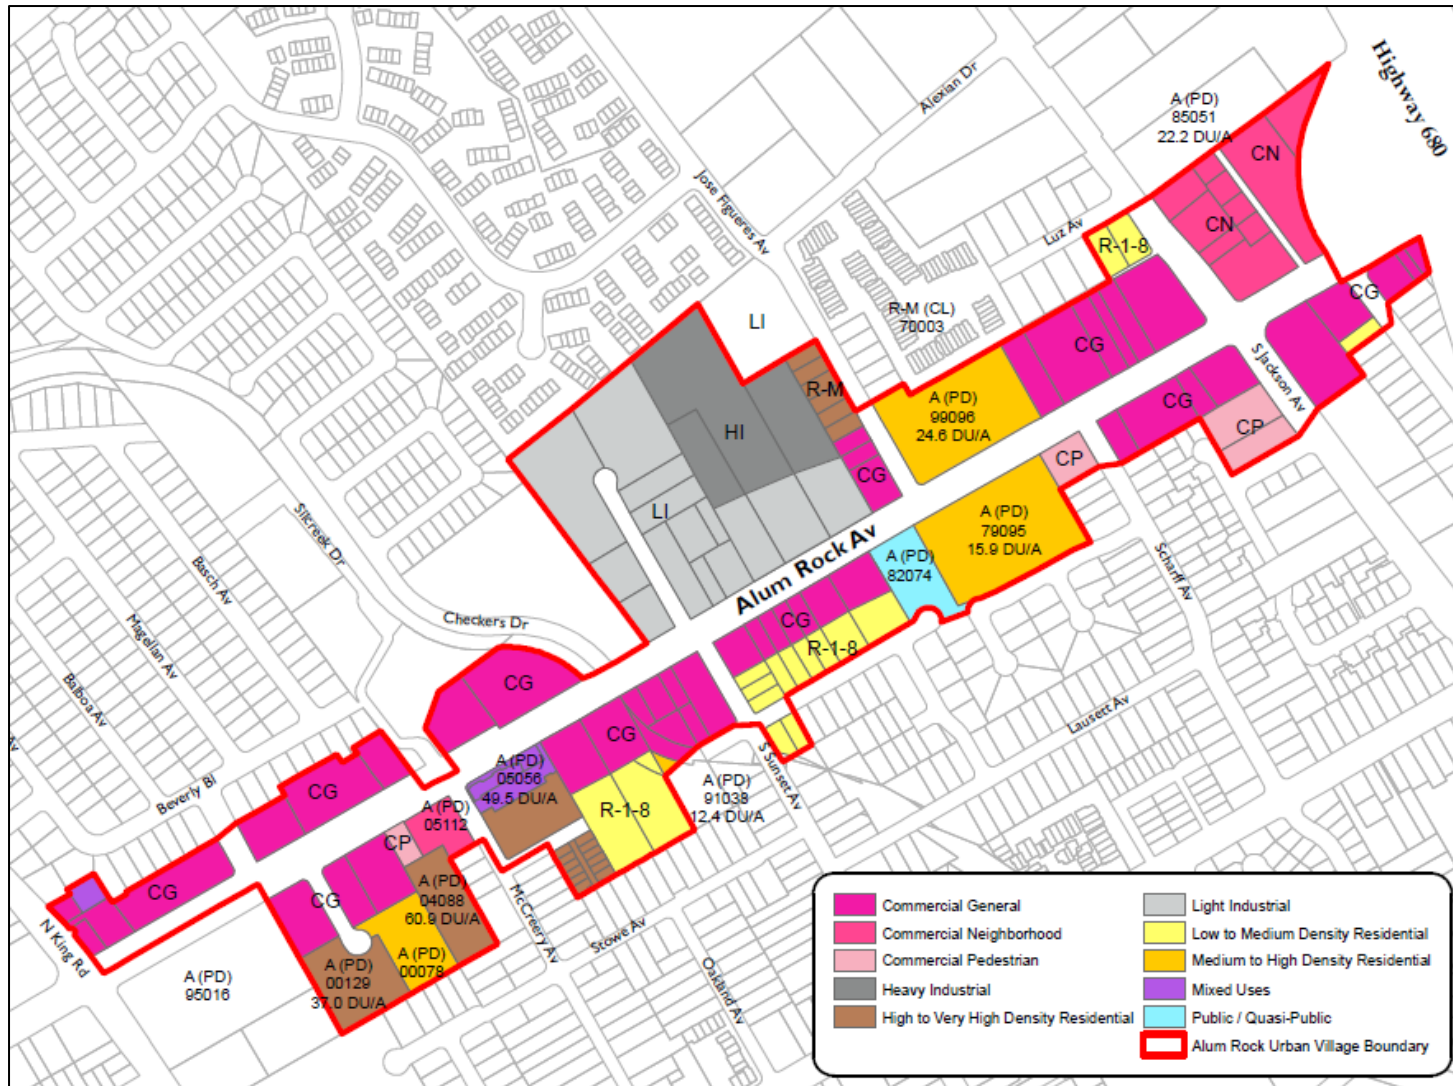 Highway 680
A (PD)
85051
22.2 DU/A
CN
CN
Alexian Dr
Jose Figueres Av
Luz Av
R-1-8
CG
LI
R-M (CL)
70003
CG
S Jackson Av
R-M
A (PD)
99096
24.6 DU/A
CG
CP
HI
CG
CP
LI
Alum Rock Av
A (PD)
79095
15.9 DU/A
A (PD)
82074
Scharff Av
Silcreek Dr
Basch Av
Magellan Av
Balboa Av
Av
Checkers Dr
CG
R-1-8
Lausett Av
CG
CG
S Sunset Av
A (PD)
05056
49.5 DU/A
A (PD)
91038
12.4 DU/A
Beverly Bl
CG
R-1-8
A (PD)
05112
CP
CG
CG
A (PD)
04088
60.9 DU/A
McCreery Av
Stowe Av
Oakland Av
N King Rd
A (PD)
00078
A (PD)
00129
37.0 DU/A
A (PD)
95016
Commercial General
Commercial Neighborhood
Commercial Pedestrian
Heavy Industrial
High to Very High Density Residential
Light Industrial
Low to Medium Density Residential
Medium to High Density Residential
Mixed Uses
Public / Quasi-Public
Alum Rock Urban Village Boundary